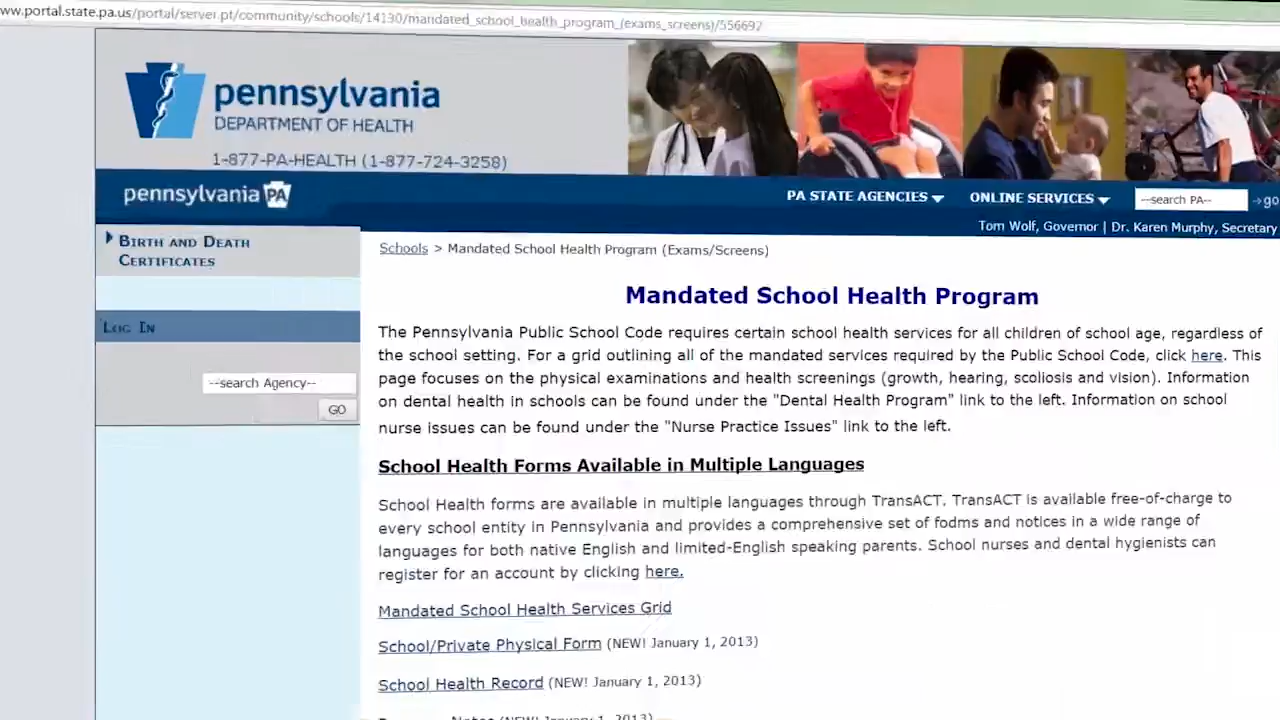 ww.portal.state.pa.us/portal/server.pt/community/schools/14130/mandated_school_health_program_(exams_screens)/556692
pennsylvania
DEPARTMENT OF HEALTH
1-877-PA-HEALTH (1-877-724-3258)
pennsylvania PA
PA STATE AGENCIES
ONLINE SERVICES
--search PA--
go
Tom Wolf, Governor | Dr. Karen Murphy, Secretary
BIRTH AND DEATH
CERTIFICATES
LOG IN
--search Agency--
GO
Schools > Mandated School Health Program (Exams/Screens)
Mandated School Health Program
The Pennsylvania Public School Code requires certain school health services for all children of school age, regardless of
the school setting. For a grid outlining all of the mandated services required by the Public School Code, click here. This
page focuses on the physical examinations and health screenings (growth, hearing, scoliosis and vision). Information
on dental health in schools can be found under the "Dental Health Program" link to the left. Information on school
nurse issues can be found under the "Nurse Practice Issues" link to the left.
School Health Forms Available in Multiple Languages
School Health forms are available in multiple languages through TransACT. TransACT is available free-of-charge to
every school entity in Pennsylvania and provides a comprehensive set of fodms and notices in a wide range of
languages for both native English and limited-English speaking parents. School nurses and dental hygienists can
register for an account by clicking here.
Mandated School Health Services Grid
School/Private Physical Form (NEW! January 1, 2013)
School Health Record (NEW! January 1, 2013)
Notes (NEW! January 1, 2013)